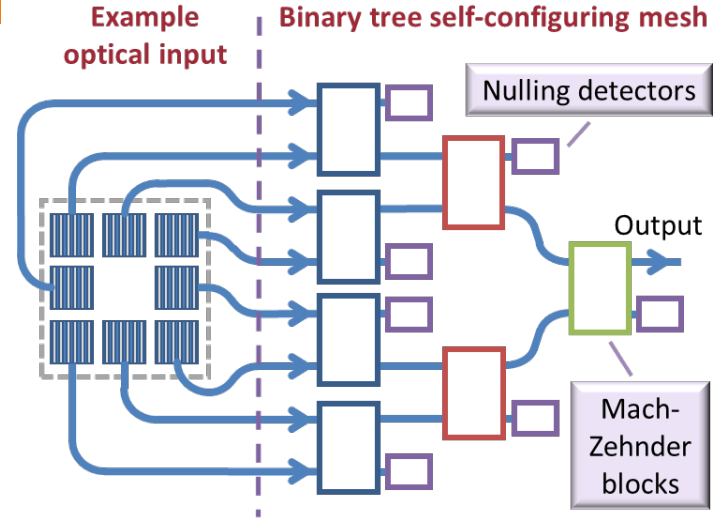 Example
optical input
Binary tree self-configuring mesh
Nulling detectors
Output
Mach-
Zehnder
blocks